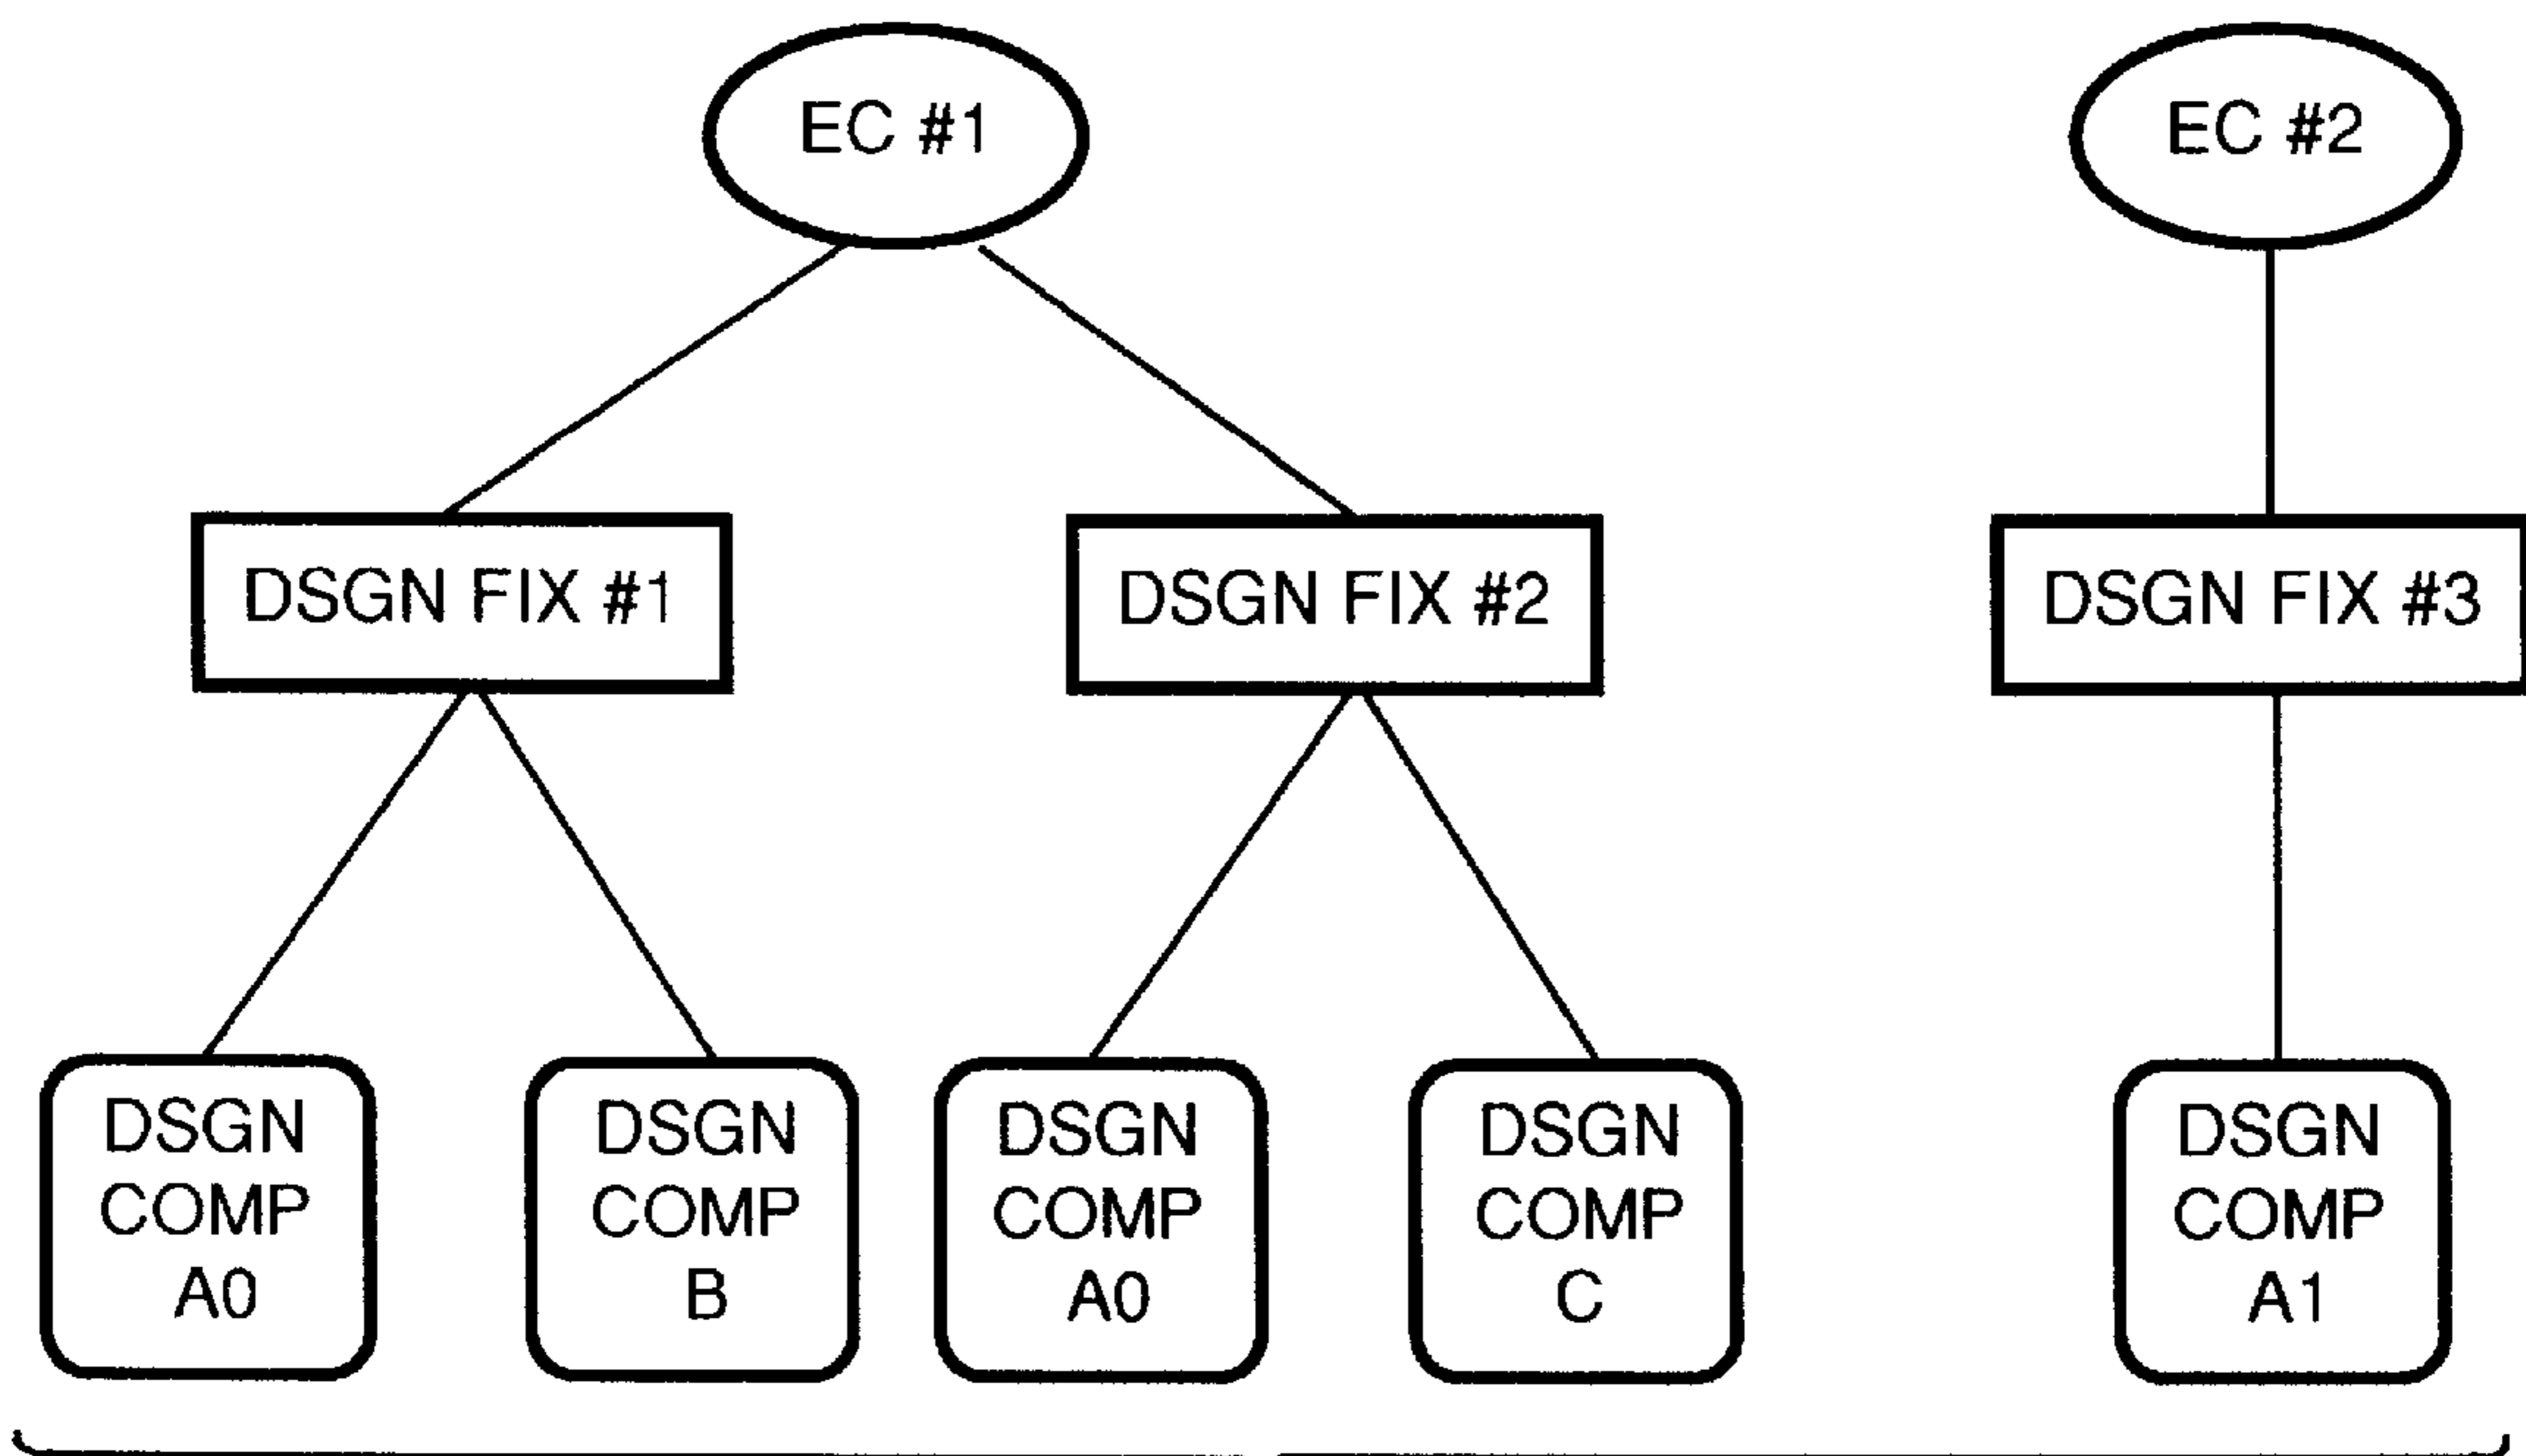 EC #1
EC #2
DSGN FIX #1
DSGN FIX #2
DSGN FIX #3
DSGN
COMP
A0
DSGN
COMP
B
DSGN
COMP
A0
DSGN
COMP
C
DSGN
COMP
A1